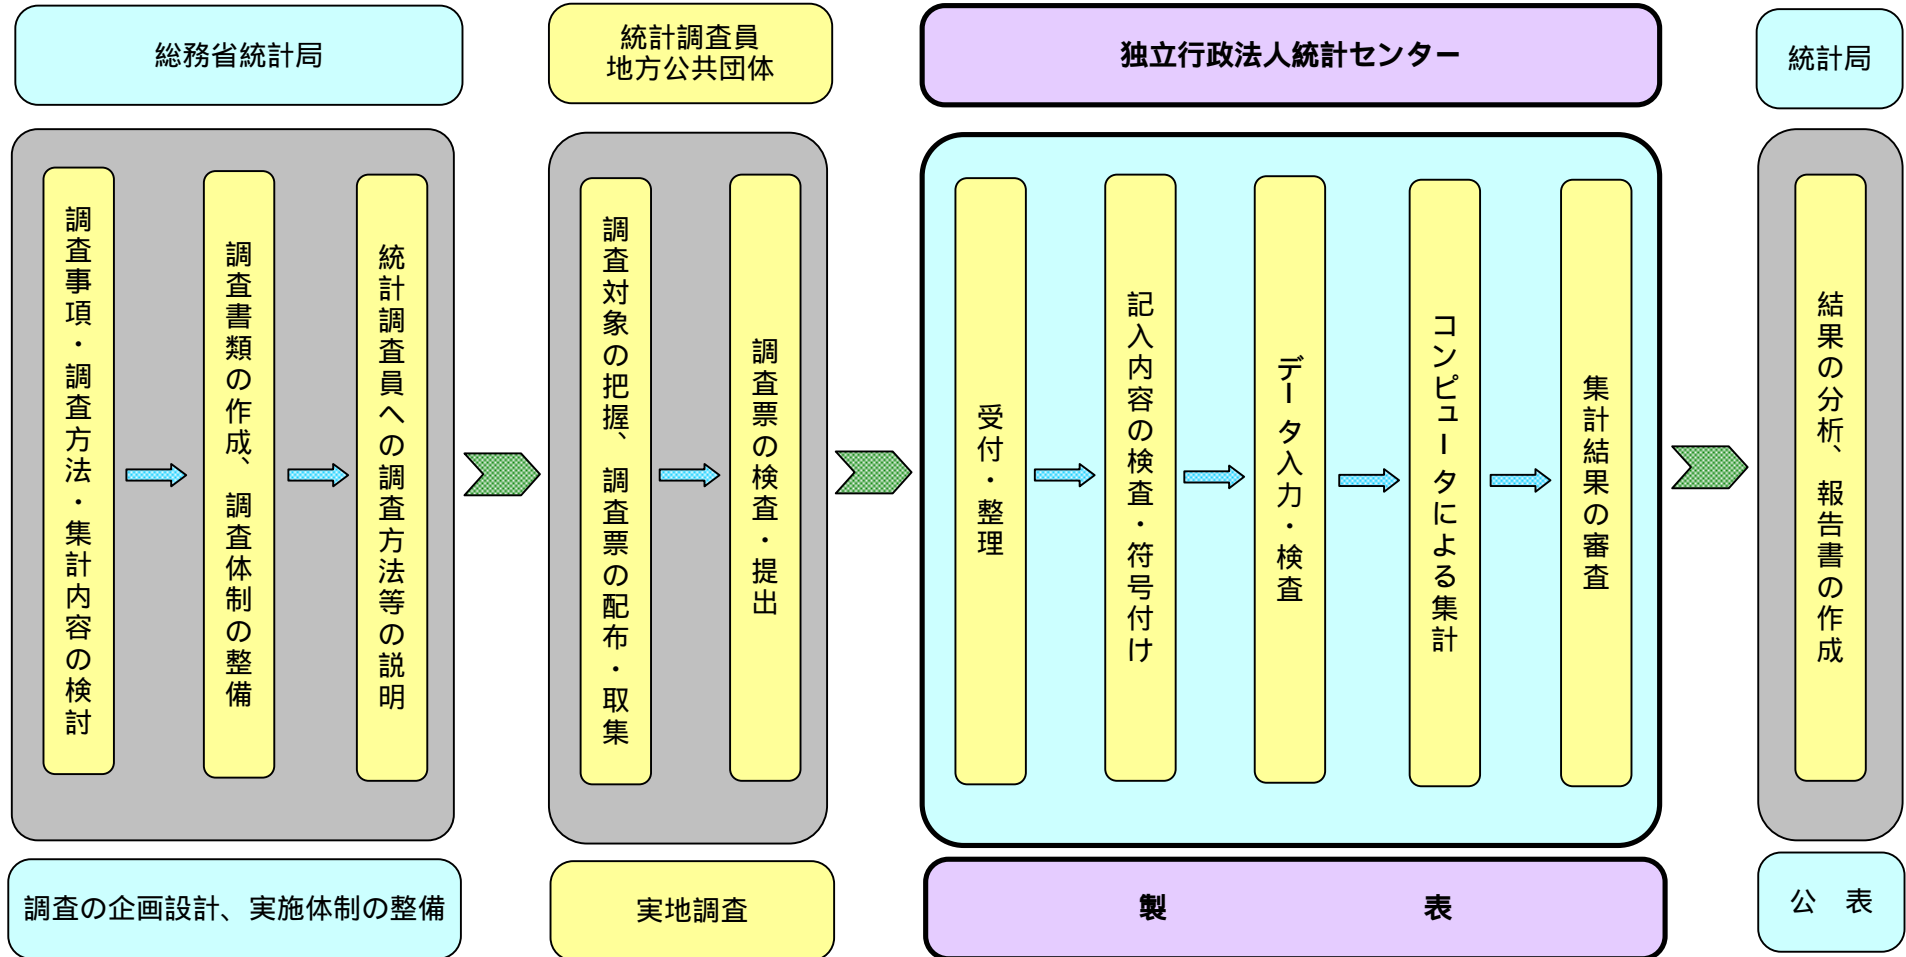 総務省統計局
統計調査員
地方公共団体
独立行政法人統計センター
統計局
調査事項・調査方法・集計内容の検討
調査書類の作成、調査体制の整備
統計調査員への調査方法等の説明
調査対象の把握、調査票の配布・取集
調査票の検査・提出
受付・整理
記入内容の検査・符号付け
データ入力・検査
コンピュータによる集計
集計結果の審査
結果の分析、報告書の作成
調査の企画設計、実施体制の整備
実地調査
製 表
公 表